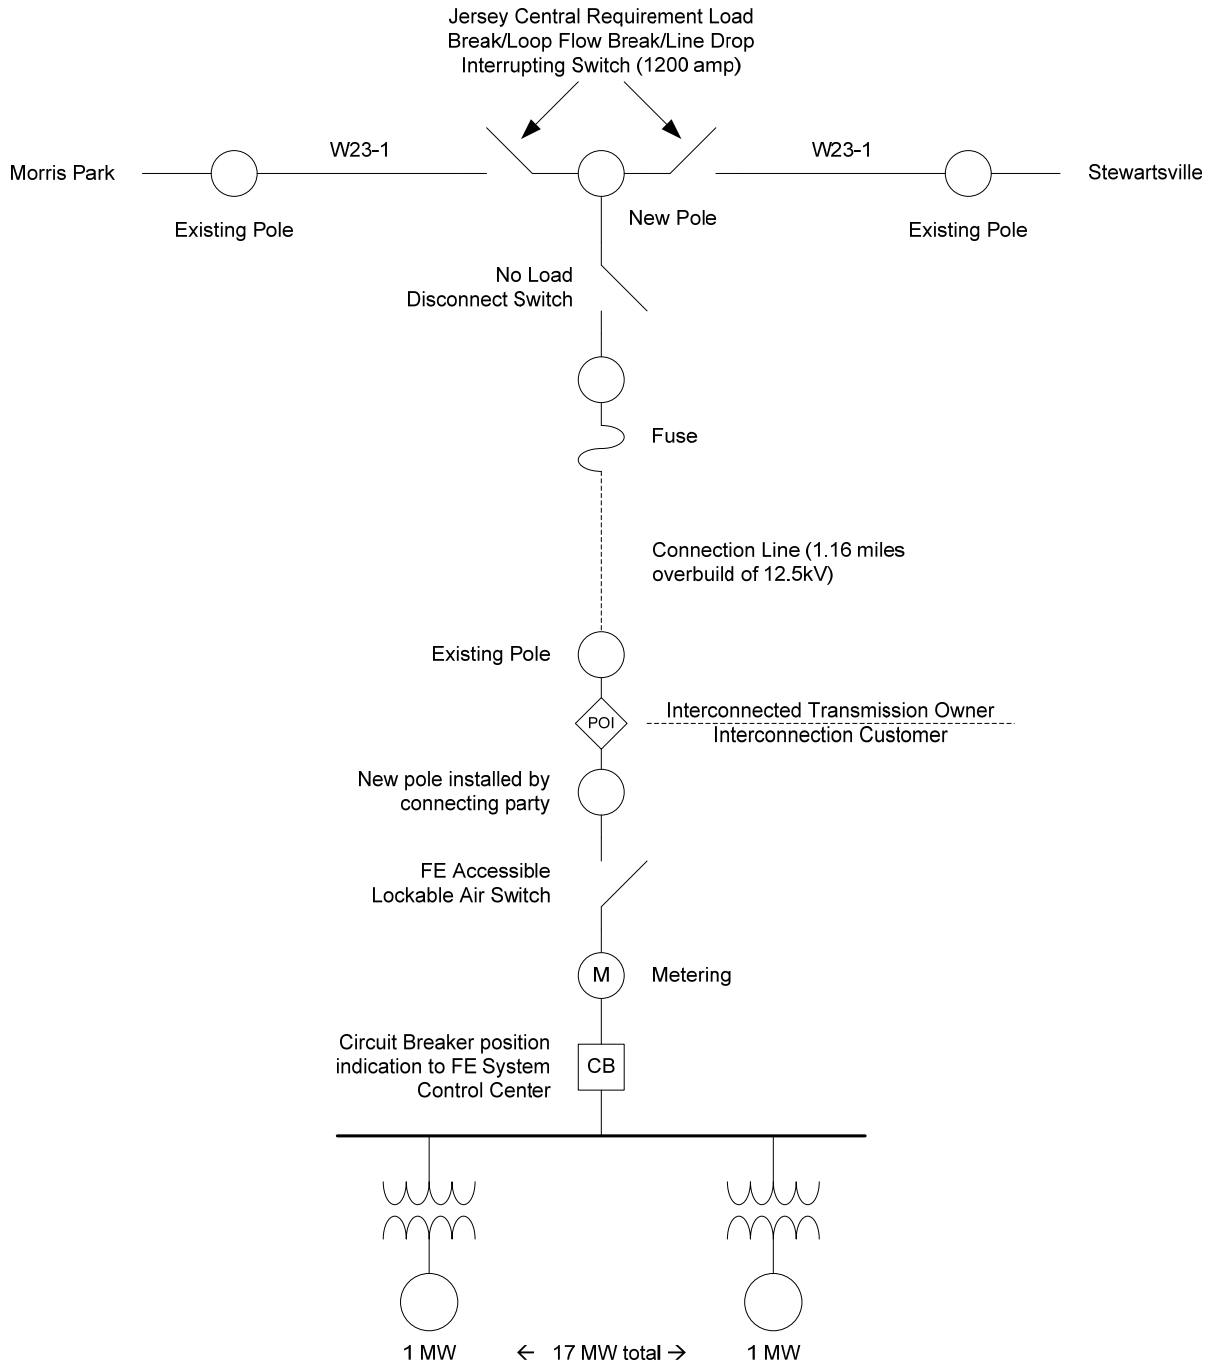 Jersey Central Requirement Load
Break/Loop Flow Break/Line Drop
Interrupting Switch (1200 amp)
Morris Park
W23-1
W23-1
Stewartsville
Existing Pole
New Pole
Existing Pole
No Load
Disconnect Switch
Fuse
Connection Line (1.16 miles
overbuild of 12.5kV)
Existing Pole
POI
Interconnected Transmission Owner
Interconnection Customer
New pole installed by
connecting party
FE Accessible
Lockable Air Switch
M
Metering
Circuit Breaker position
indication to FE System
Control Center
CB
1 MW
← 17 MW total →
1 MW